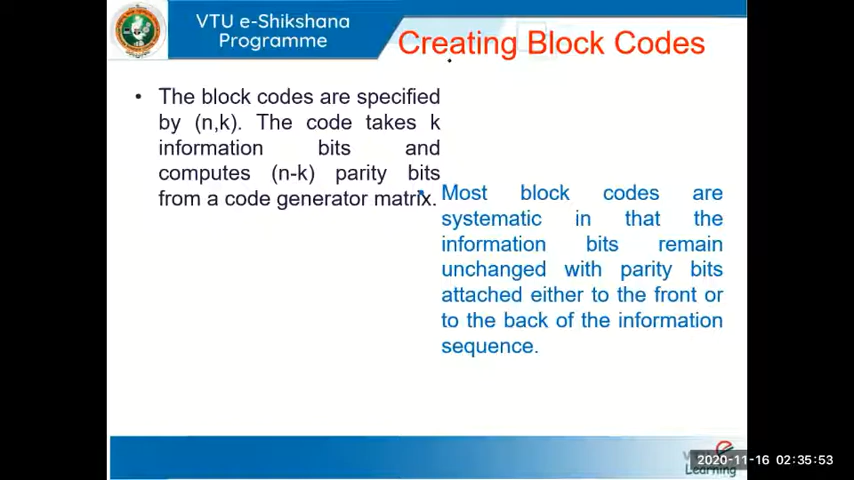 VTU e-Shikshana
Programme
Creating Block Codes
• The block codes are specified
by (n,k). The code takes k
information bits and
computes (n-k) parity bits
from a code generator matrix.
Most block codes are
systematic in that the
information bits remain
unchanged with parity bits
attached either to the front or
to the back of the information
sequence.
2020-11-16 02:35:53
Learning